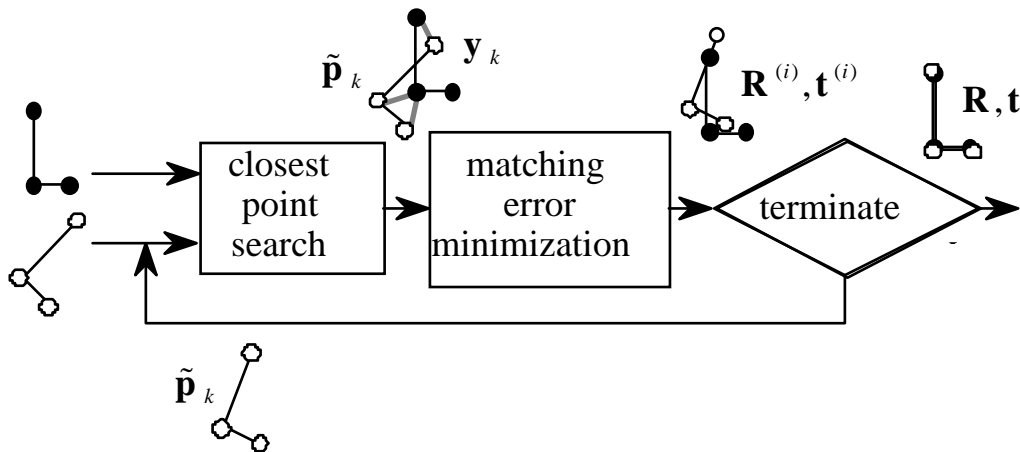 p̃ k
y k
R (i) , t (i)
R, t
closest
point
search
matching
error
minimization
terminate
p̃ k